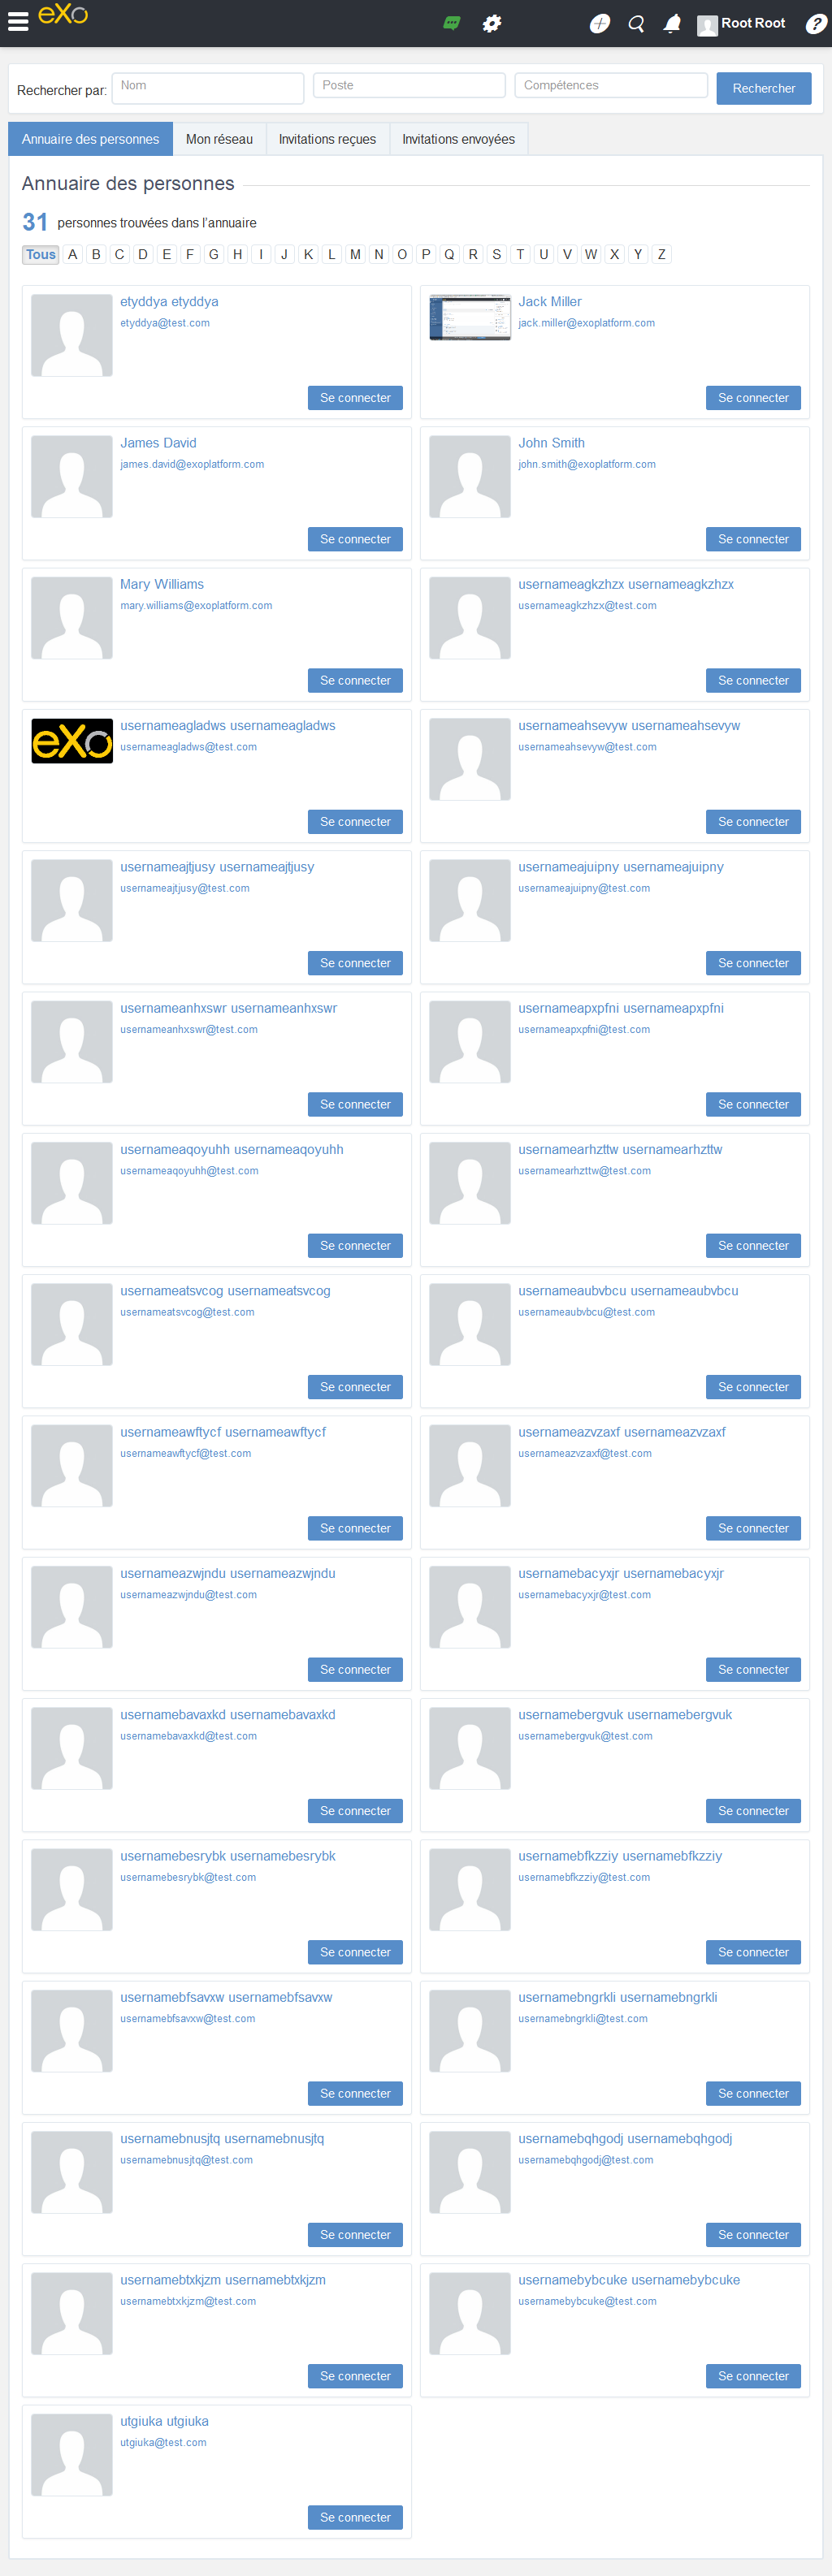 eXo
Root Root
Rechercher par: Nom Poste Compétences Rechercher
Annuaire des personnes Mon réseau Invitations reçues Invitations envoyées
Annuaire des personnes
31 personnes trouvées dans l'annuaire
Tous A B C D E F G H I J K L M N O P Q R S T U V W X Y Z
etyddya etyddya
etyddya@test.com
Se connecter
Jack Miller
jack.miller@exoplatform.com
Se connecter
James David
james.david@exoplatform.com
Se connecter
John Smith
john.smith@exoplatform.com
Se connecter
Mary Williams
mary.williams@exoplatform.com
Se connecter
usernameagkzhzx usernameagkzhzx
usernameagkzhzx@test.com
Se connecter
eXo
usernameagladws usernameagladws
usernameagladws@test.com
Se connecter
usernameahsevyw usernameahsevyw
usernameahsevyw@test.com
Se connecter
usernameajtjusy usernameajtjusy
usernameajtjusy@test.com
Se connecter
usernameajuipny usernameajuipny
usernameajuipny@test.com
Se connecter
usernameanhxswr usernameanhxswr
usernameanhxswr@test.com
Se connecter
usernameapxpfni usernameapxpfni
usernameapxpfni@test.com
Se connecter
usernameaqoyuhh usernameaqoyuhh
usernameaqoyuhh@test.com
Se connecter
usernamearhzttw usernamearhzttw
usernamearhzttw@test.com
Se connecter
usernameatsvcog usernameatsvcog
usernameatsvcog@test.com
Se connecter
usernameaubvbcu usernameaubvbcu
usernameaubvbcu@test.com
Se connecter
usernameawftycf usernameawftycf
usernameawftycf@test.com
Se connecter
usernameazvzaxf usernameazvzaxf
usernameazvzaxf@test.com
Se connecter
usernameazwjndu usernameazwjndu
usernameazwjndu@test.com
Se connecter
usernamebacyxjr usernamebacyxjr
usernamebacyxjr@test.com
Se connecter
usernamebavaxkd usernamebavaxkd
usernamebavaxkd@test.com
Se connecter
usernamebergvuk usernamebergvuk
usernamebergvuk@test.com
Se connecter
usernamebesrybk usernamebesrybk
usernamebesrybk@test.com
Se connecter
usernamebfkzziy usernamebfkzziy
usernamebfkzziy@test.com
Se connecter
usernamebfsavxw usernamebfsavxw
usernamebfsavxw@test.com
Se connecter
usernamebngrkli usernamebngrkli
usernamebngrkli@test.com
Se connecter
usernamebnusjtq usernamebnusjtq
usernamebnusjtq@test.com
Se connecter
usernamebqhgodj usernamebqhgodj
usernamebqhgodj@test.com
Se connecter
usernamebtxkjzm usernamebtxkjzm
usernamebtxkjzm@test.com
Se connecter
usernamebybcuke usernamebybcuke
usernamebybcuke@test.com
Se connecter
utgiuka utgiuka
utgiuka@test.com
Se connecter